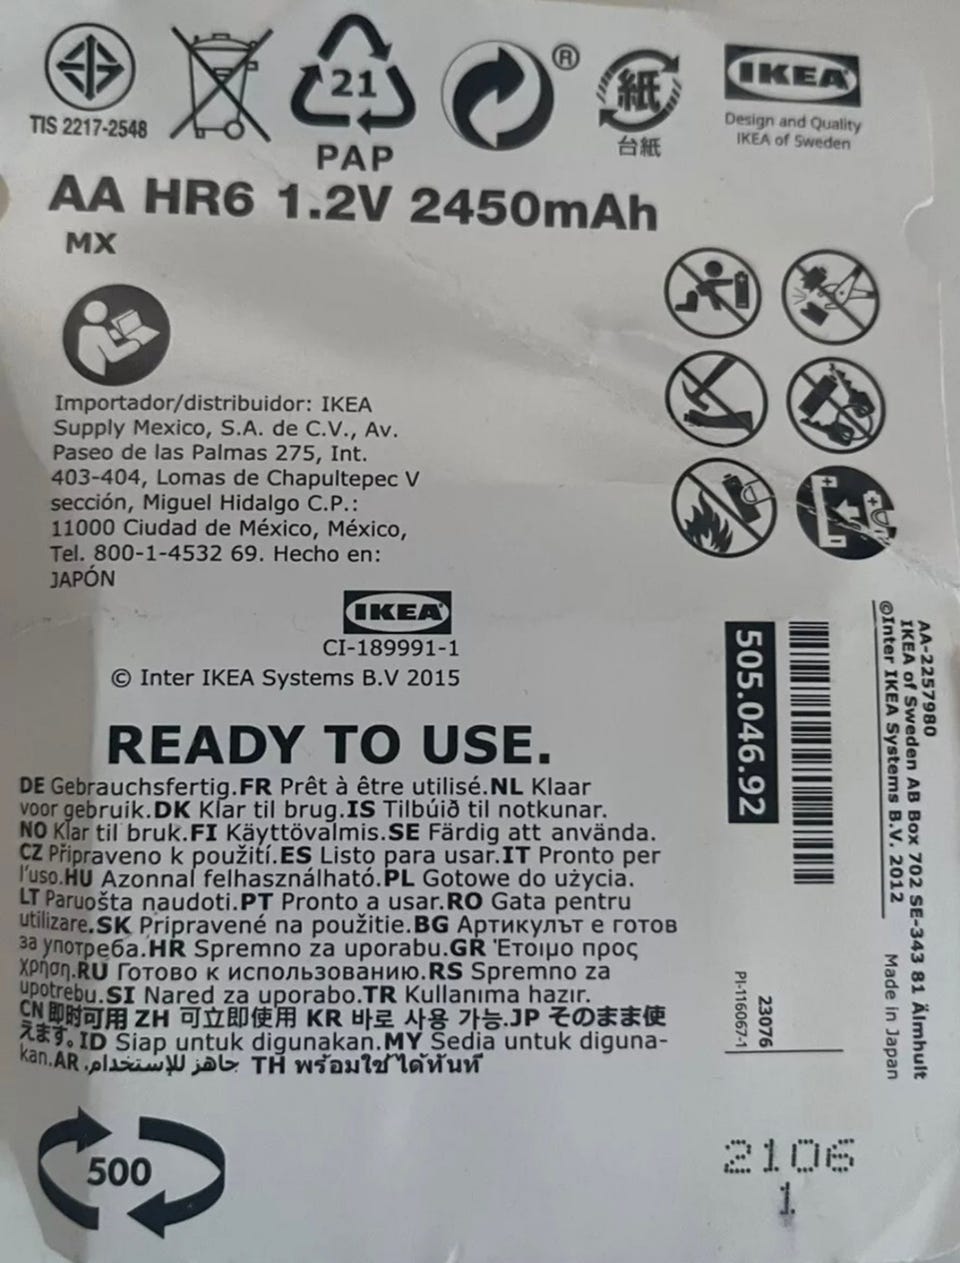 TIS 2217-2548
21
PAP
®
紙
台紙
IKEA
Design and Quality
IKEA of Sweden
AA HR6 1.2V 2450mAh
MX
Importador/distribuidor: IKEA
Supply Mexico, S.A. de C.V., Av.
Paseo de las Palmas 275, Int.
403-404, Lomas de Chapultepec V
sección, Miguel Hidalgo C.P.:
11000 Ciudad de México, México,
Tel. 800-1-4532 69. Hecho en:
JAPÓN
IKEA
CI-189991-1
© Inter IKEA Systems B.V 2015
READY TO USE.
DE Gebrauchsfertig.FR Prêt à être utilisé.NL Klaar
voor gebruik.DK Klar til brug.IS Tilbúið til notkunar.
NO Klar til bruk.FI Käyttövalmis.SE Färdig att använda.
CZ Připraveno k použití.ES Listo para usar.IT Pronto per
l'uso.HU Azonnal felhasználható.PL Gotowe do użycia.
LT Paruošta naudoti.PT Pronto a usar.RO Gata pentru
utilizare.SK Pripravené na použitie.BG Артикулът е готов
за употреба.HR Spremno za uporabu.GR Έτοιμο προς
χρήση.RU Готово к использованию.RS Spremno za
upotrebu.SI Nared za uporabo.TR Kullanıma hazır.
CN 即时可用 ZH 可立即使用 KR 바로 사용 가능.JP そのまま使
えます。ID Siap untuk digunakan.MY Sedia untuk diguna-
kan.AR جاهز للإستخدام. TH พร้อมใช้ได้ทันที
500
505.046.92
AA-2257980
IKEA of Sweden AB Box 702 SE-343 81 Älmhult
©Inter IKEA Systems B.V. 2012 Made in Japan
23076
PI-116067-1
2106
1